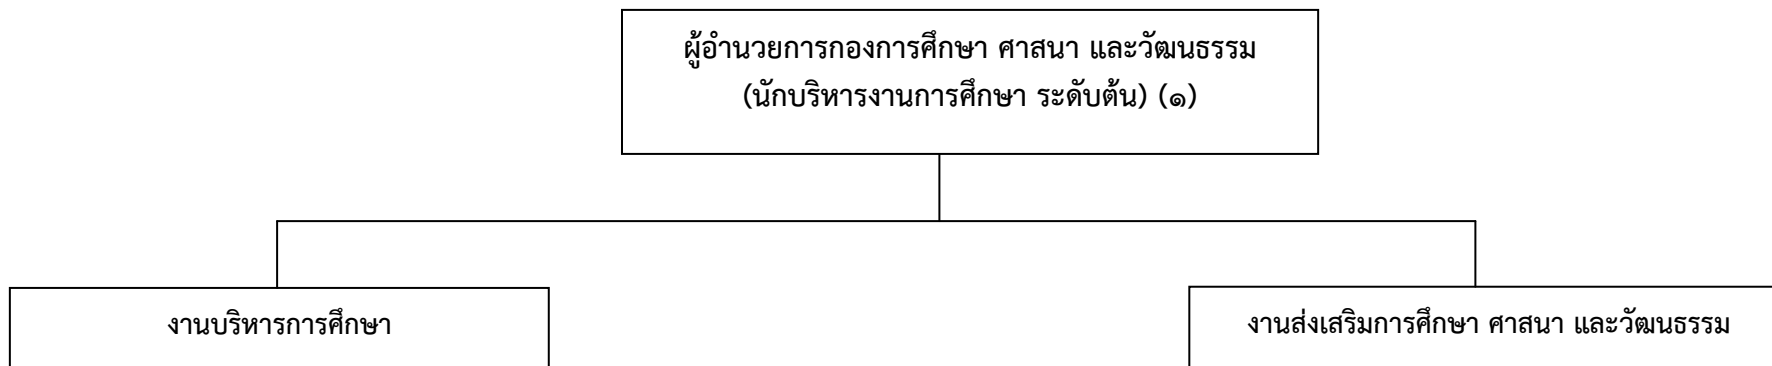 ผู้อำนวยการกองการศึกษา ศาสนา และวัฒนธรรม
(นักบริหารงานการศึกษา ระดับต้น) (๑)
งานบริหารการศึกษา
งานส่งเสริมการศึกษา ศาสนา และวัฒนธรรม